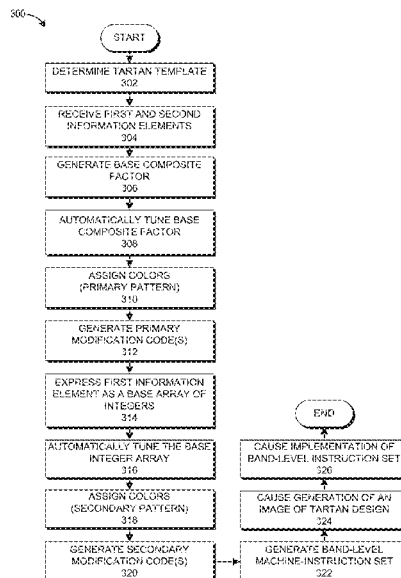 300
START
DETERMINE TARTAN TEMPLATE
302
RECEIVE FIRST AND SECOND
INFORMATION ELEMENTS
304
GENERATE BASE COMPOSITE
FACTOR
306
AUTOMATICALLY TUNE BASE
COMPOSITE FACTOR
308
ASSIGN COLORS
(PRIMARY PATTERN)
310
GENERATE PRIMARY
MODIFICATION CODE(S)
312
EXPRESS FIRST INFORMATION
ELEMENT AS A BASE ARRAY OF
INTEGERS
314
AUTOMATICALLY TUNE THE BASE
INTEGER ARRAY
316
ASSIGN COLORS
(SECONDARY PATTERN)
318
GENERATE SECONDARY
MODIFICATION CODE(S)
320
END
CAUSE IMPLEMENTATION OF
BAND-LEVEL INSTRUCTION SET
326
CAUSE GENERATION OF AN
IMAGE OF TARTAN DESIGN
324
GENERATE BAND-LEVEL
MACHINE-INSTRUCTION SET
322